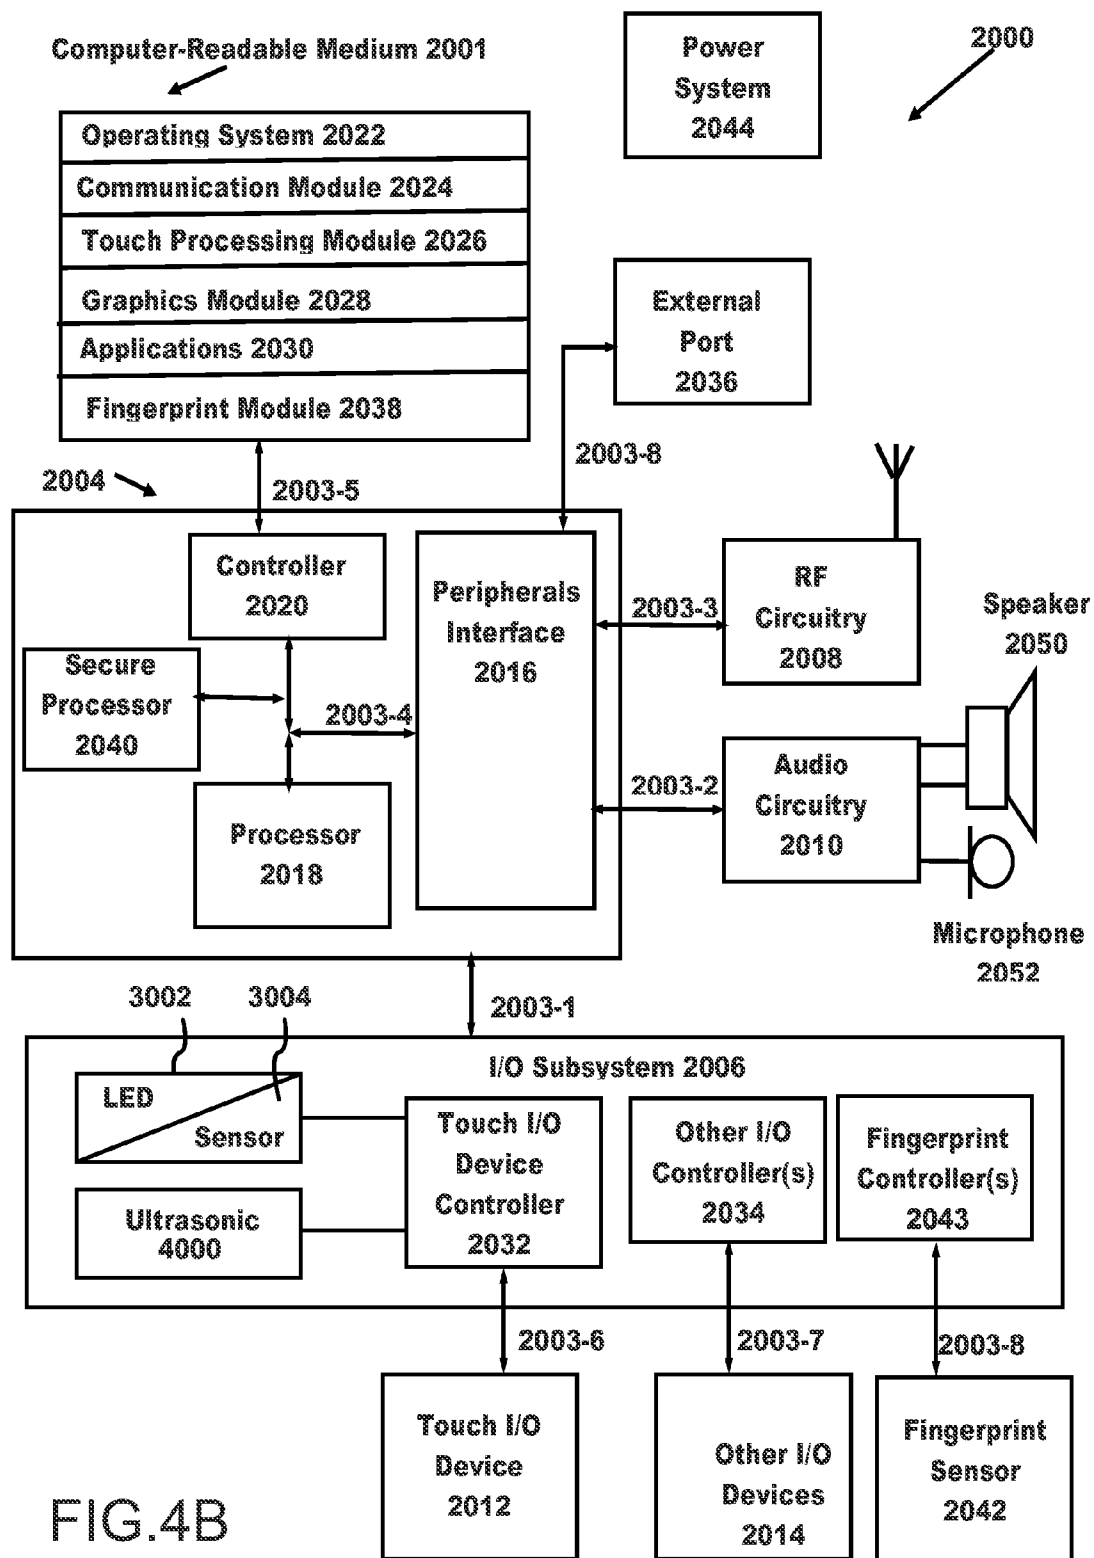 Computer-Readable Medium 2001
Power
System
2044
2000
Operating System 2022
Communication Module 2024
Touch Processing Module 2026
Graphics Module 2028
Applications 2030
Fingerprint Module 2038
External
Port
2036
2003-8
2004
2003-5
Controller
2020
Peripherals
Interface
2016
2003-3
RF
Circuitry
2008
Speaker
2050
Secure
Processor
2040
2003-4
2003-2
Audio
Circuitry
2010
Processor
2018
Microphone
2052
3002
3004
2003-1
I/O Subsystem 2006
LED
Sensor
Touch I/O
Device
Controller
2032
Other I/O
Controller(s)
2034
Fingerprint
Controller(s)
2043
Ultrasonic
4000
2003-6
2003-7
2003-8
Touch I/O
Device
2012
Other I/O
Devices
2014
Fingerprint
Sensor
2042
FIG.4B